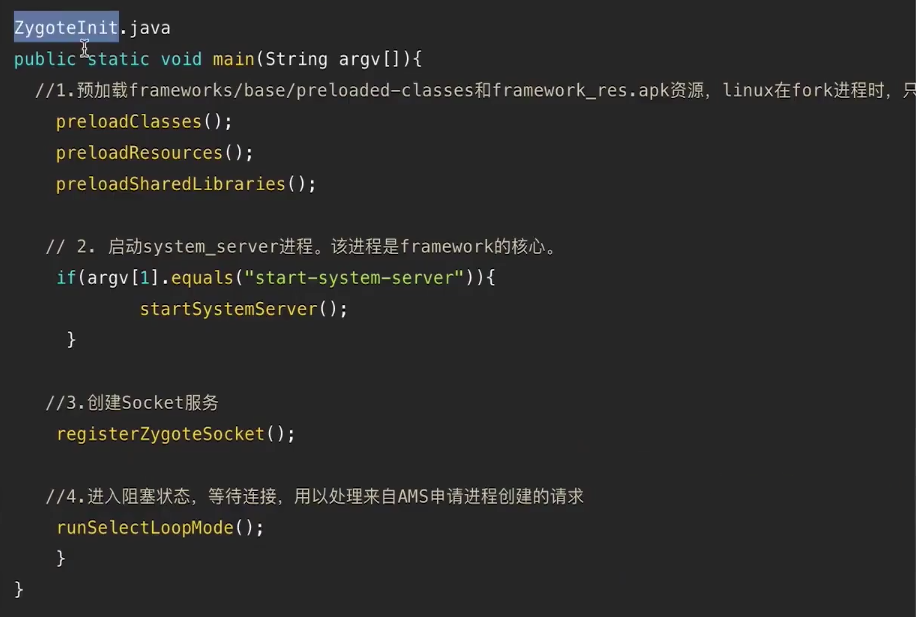 ZygoteInit.java
public static void main(String argv[]){
//1.预加载frameworks/base/preloaded-classes和framework_res.apk资源，linux在fork进程时，只
preloadClasses();
preloadResources();
preloadSharedLibraries();
// 2. 启动system_server进程。该进程是framework的核心。
if(argv[1].equals("start-system-server")){
startSystemServer();
}
//3.创建Socket服务
registerZygoteSocket();
//4.进入阻塞状态，等待连接，用以处理来自AMS申请进程创建的请求
runSelectLoopMode();
}
}